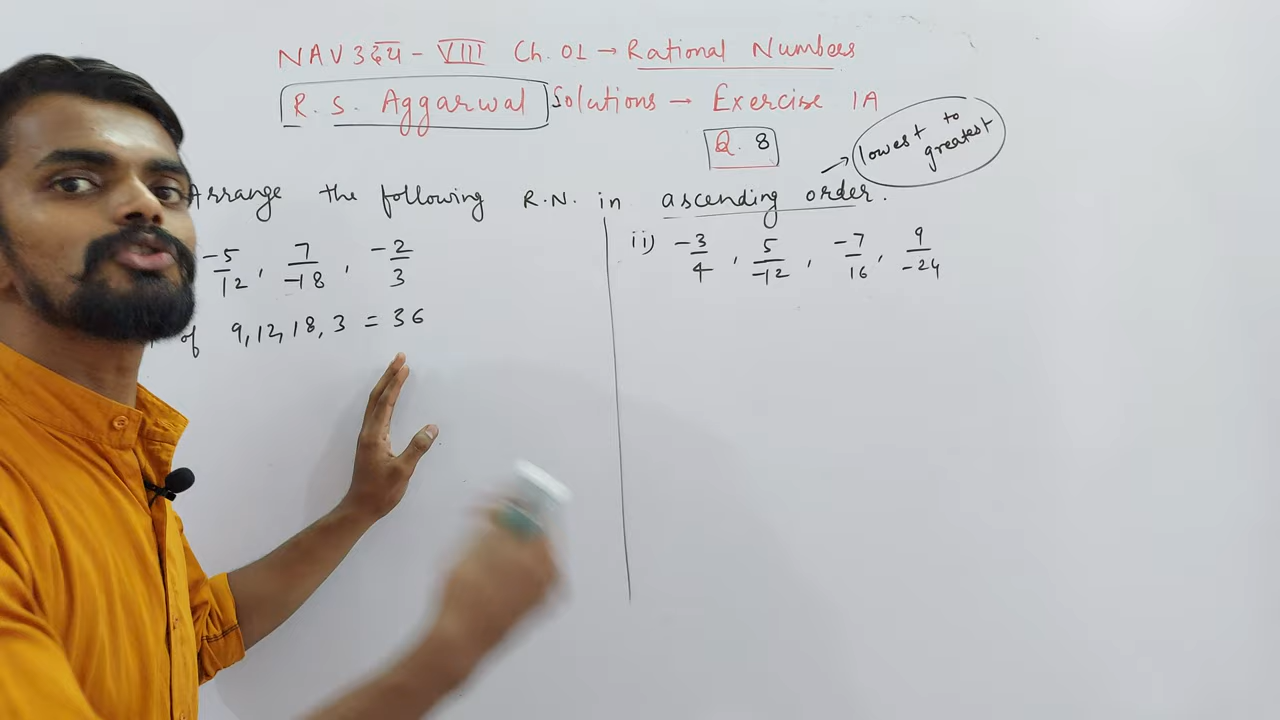 NAV उदय - VIII Ch. 01 → Rational Numbers
R. S. Aggarwal Solutions → Exercise 1A
Q. 8
lowest to greatest
Arrange the following R.N. in ascending order.
-5/12, 7/-18, -2/3
of 9, 12, 18, 3 = 36
ii) -3/4, 5/-12, -7/16, 9/-24